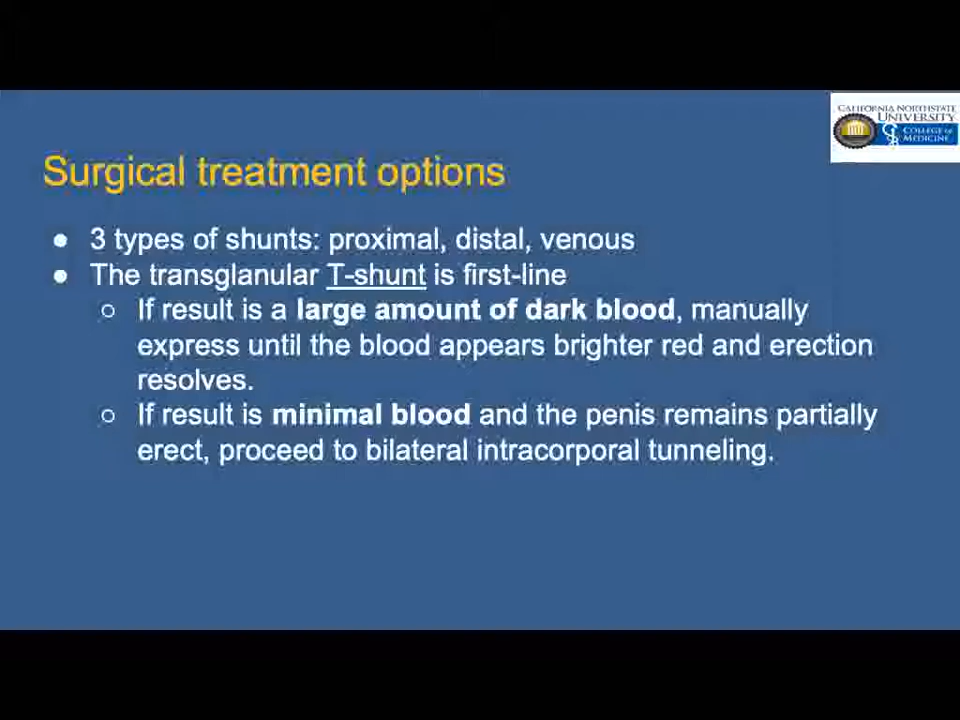 CALIFORNIA NORTHSTATE
UNIVERSITY
COLLEGE OF
MEDICINE
Surgical treatment options
● 3 types of shunts: proximal, distal, venous
● The transglanular T-shunt is first-line
○ If result is a large amount of dark blood, manually
express until the blood appears brighter red and erection
resolves.
○ If result is minimal blood and the penis remains partially
erect, proceed to bilateral intracorporal tunneling.